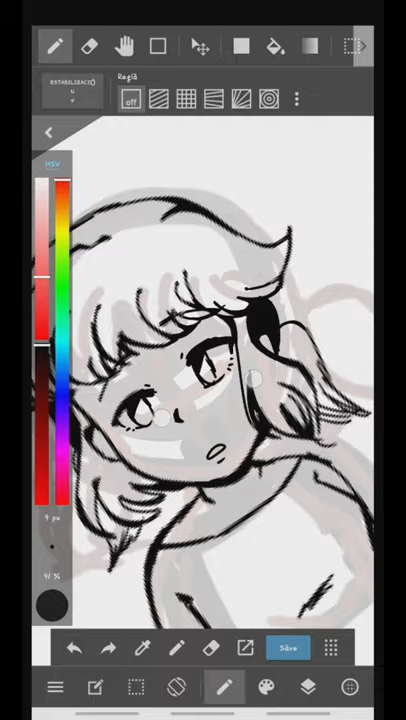 Regla
ESTABILIZACIÓ
N
off
HSV
Save